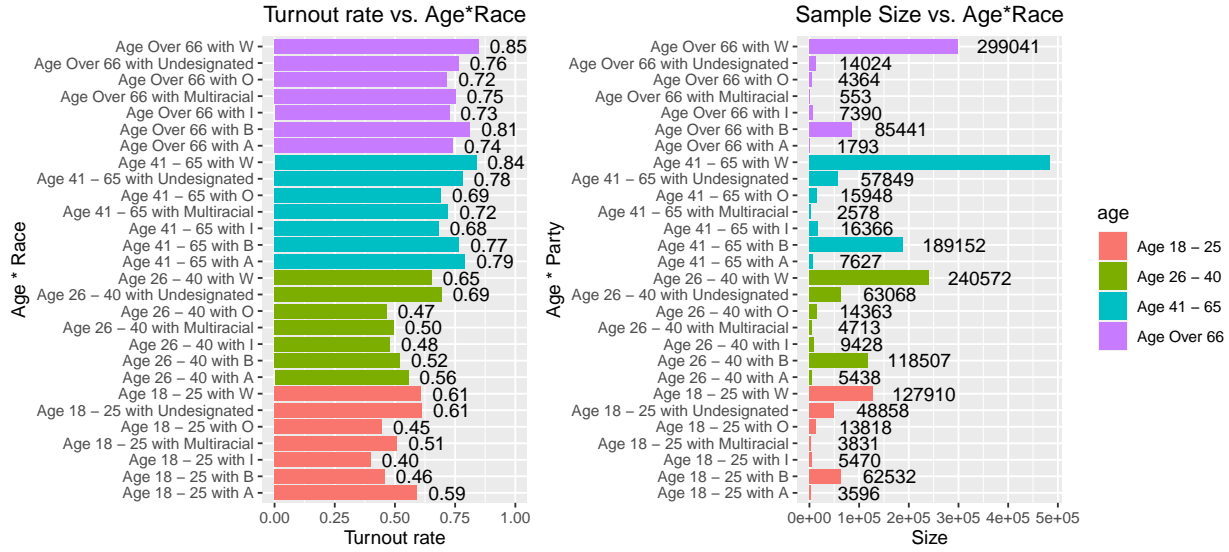 Turnout rate vs. Age*Race
Age * Race
Age Over 66 with W 0.85
Age Over 66 with Undesignated 0.76
Age Over 66 with O 0.72
Age Over 66 with Multiracial 0.75
Age Over 66 with I 0.73
Age Over 66 with B 0.81
Age Over 66 with A 0.74
Age 41 – 65 with W 0.84
Age 41 – 65 with Undesignated 0.78
Age 41 – 65 with O 0.69
Age 41 – 65 with Multiracial 0.72
Age 41 – 65 with I 0.68
Age 41 – 65 with B 0.77
Age 41 – 65 with A 0.79
Age 26 – 40 with W 0.65
Age 26 – 40 with Undesignated 0.69
Age 26 – 40 with O 0.47
Age 26 – 40 with Multiracial 0.50
Age 26 – 40 with I 0.48
Age 26 – 40 with B 0.52
Age 26 – 40 with A 0.56
Age 18 – 25 with W 0.61
Age 18 – 25 with Undesignated 0.61
Age 18 – 25 with O 0.45
Age 18 – 25 with Multiracial 0.51
Age 18 – 25 with I 0.40
Age 18 – 25 with B 0.46
Age 18 – 25 with A 0.59
0.00 0.25 0.50 0.75 1.00
Turnout rate
Sample Size vs. Age*Race
Age * Party
Age Over 66 with W 299041
Age Over 66 with Undesignated 14024
Age Over 66 with O 4364
Age Over 66 with Multiracial 553
Age Over 66 with I 7390
Age Over 66 with B 85441
Age Over 66 with A 1793
Age 41 – 65 with W
Age 41 – 65 with Undesignated 57849
Age 41 – 65 with O 15948
Age 41 – 65 with Multiracial 2578
Age 41 – 65 with I 16366
Age 41 – 65 with B 189152
Age 41 – 65 with A 7627
Age 26 – 40 with W 240572
Age 26 – 40 with Undesignated 63068
Age 26 – 40 with O 14363
Age 26 – 40 with Multiracial 4713
Age 26 – 40 with I 9428
Age 26 – 40 with B 118507
Age 26 – 40 with A 5438
Age 18 – 25 with W 127910
Age 18 – 25 with Undesignated 48858
Age 18 – 25 with O 13818
Age 18 – 25 with Multiracial 3831
Age 18 – 25 with I 5470
Age 18 – 25 with B 62532
Age 18 – 25 with A 3596
0e+00 1e+05 2e+05 3e+05 4e+05 5e+05
Size
age
Age 18 – 25
Age 26 – 40
Age 41 – 65
Age Over 66